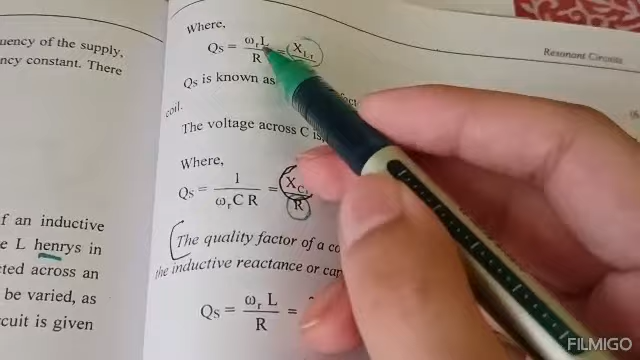 uency of the supply,
ncy constant. There
f an inductive
e L henrys in
cted across an
be varied, as
rcuit is given
Resonant Circuits
Where,
Qs = ωrL / R = XLr
Qs is known as
coil.
The voltage across C is
Where,
Qs = 1 / ωr C R = XCr / R
The quality factor of a co
the inductive reactance or cap
Qs = ωr L / R =
FILMIGO